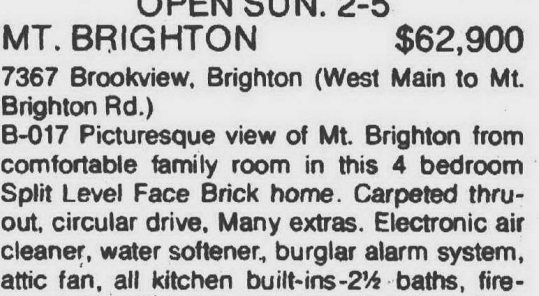 OPEN SUN. 2-5
MT. BRIGHTON $62,900
7367 Brookview, Brighton (West Main to Mt.
Brighton Rd.)
B-017 Picturesque view of Mt. Brighton from
comfortable family room in this 4 bedroom
Split Level Face Brick home. Carpeted thru-
out, circular drive, Many extras. Electronic air
cleaner, water softener, burglar alarm system,
attic fan, all kitchen built-ins-2½ baths, fire-